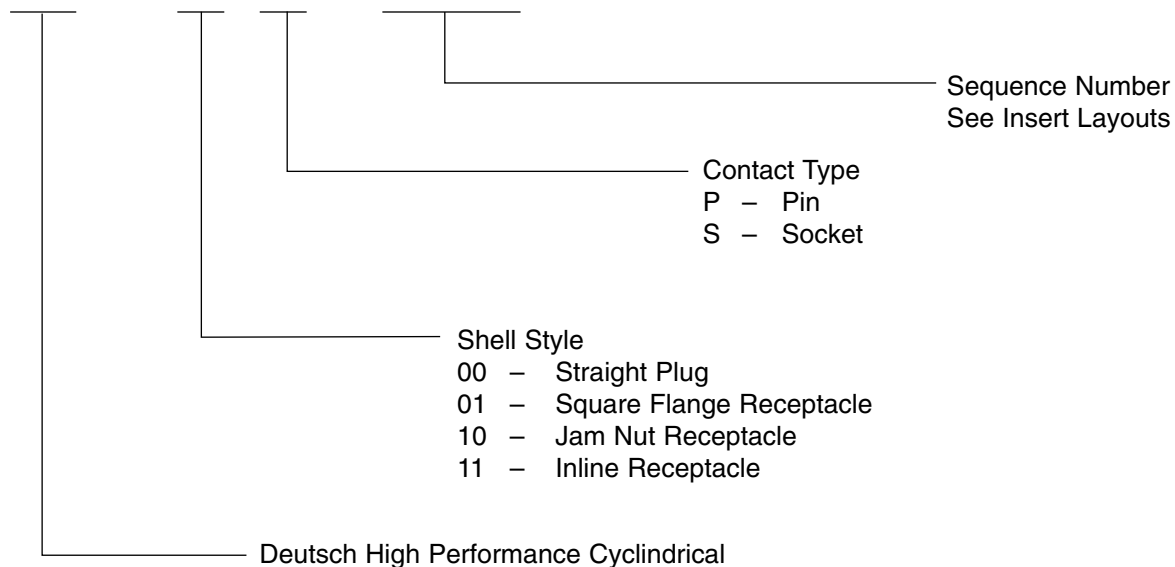 Sequence Number
See Insert Layouts
Contact Type
P – Pin
S – Socket
Shell Style
00 – Straight Plug
01 – Square Flange Receptacle
10 – Jam Nut Receptacle
11 – Inline Receptacle
Deutsch High Performance Cyclindrical